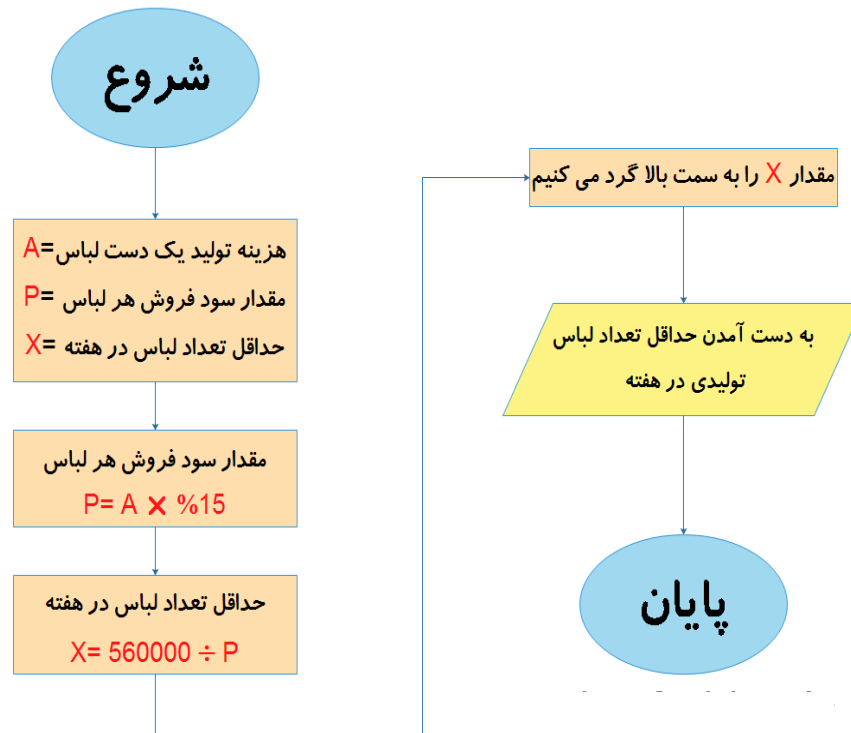 شروع
هزینه تولید یک دست لباس=A
مقدار سود فروش هر لباس =P
حداقل تعداد لباس در هفته =X
مقدار سود فروش هر لباس
P= A × %15
حداقل تعداد لباس در هفته
X= 560000 ÷ P
مقدار X را به سمت بالا گرد می کنیم
به دست آمدن حداقل تعداد لباس
تولیدی در هفته
پایان